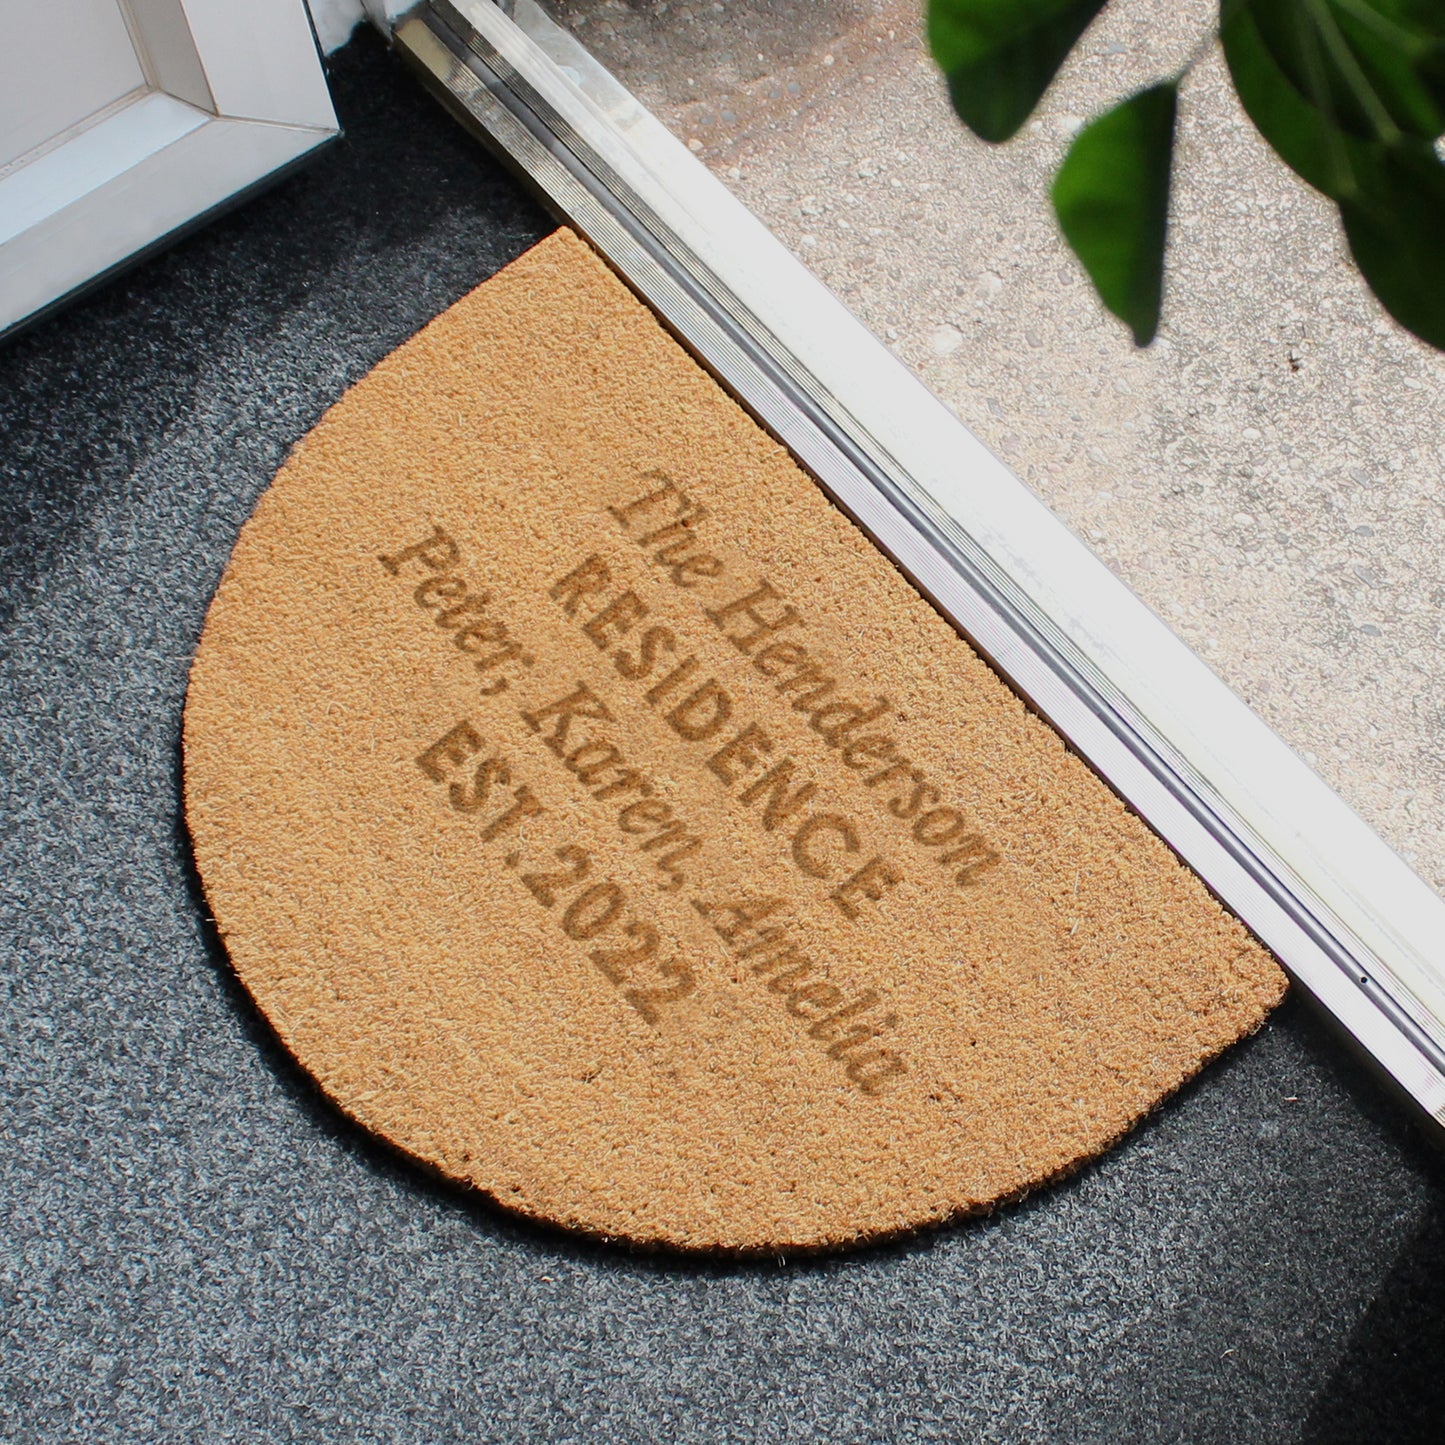 The Henderson
RESIDENCE
Peter, Karen, Amelia
EST.2022